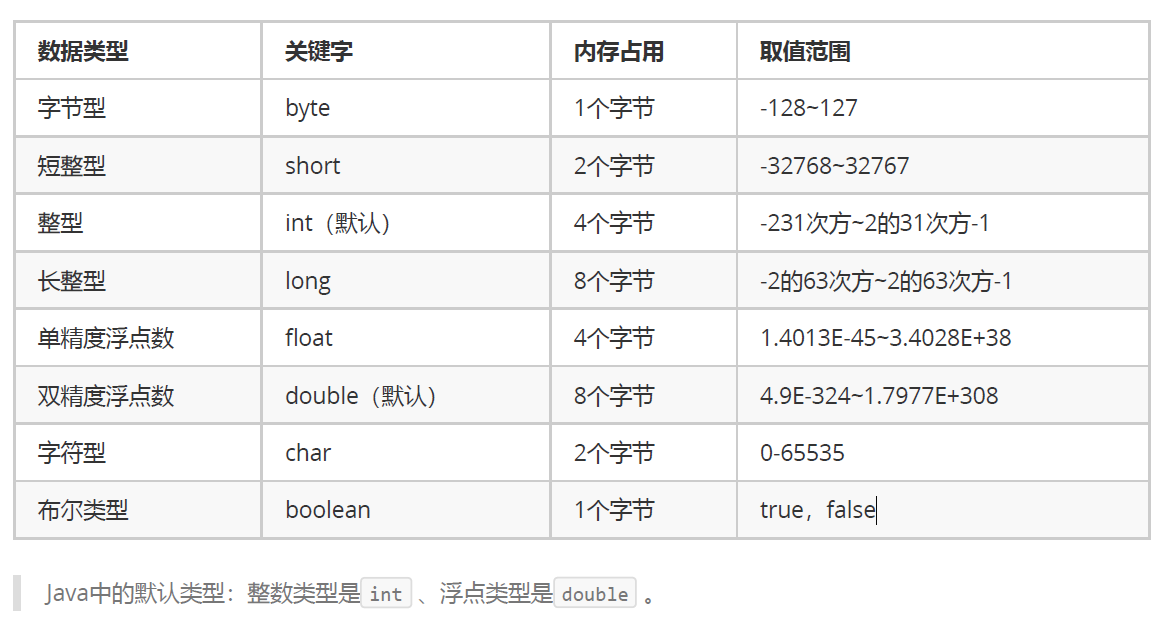 数据类型 关键字 内存占用 取值范围
字节型 byte 1个字节 -128~127
短整型 short 2个字节 -32768~32767
整型 int（默认） 4个字节 -231次方~2的31次方-1
长整型 long 8个字节 -2的63次方~2的63次方-1
单精度浮点数 float 4个字节 1.4013E-45~3.4028E+38
双精度浮点数 double（默认） 8个字节 4.9E-324~1.7977E+308
字符型 char 2个字节 0-65535
布尔类型 boolean 1个字节 true，false
Java中的默认类型：整数类型是 int 、浮点类型是 double 。